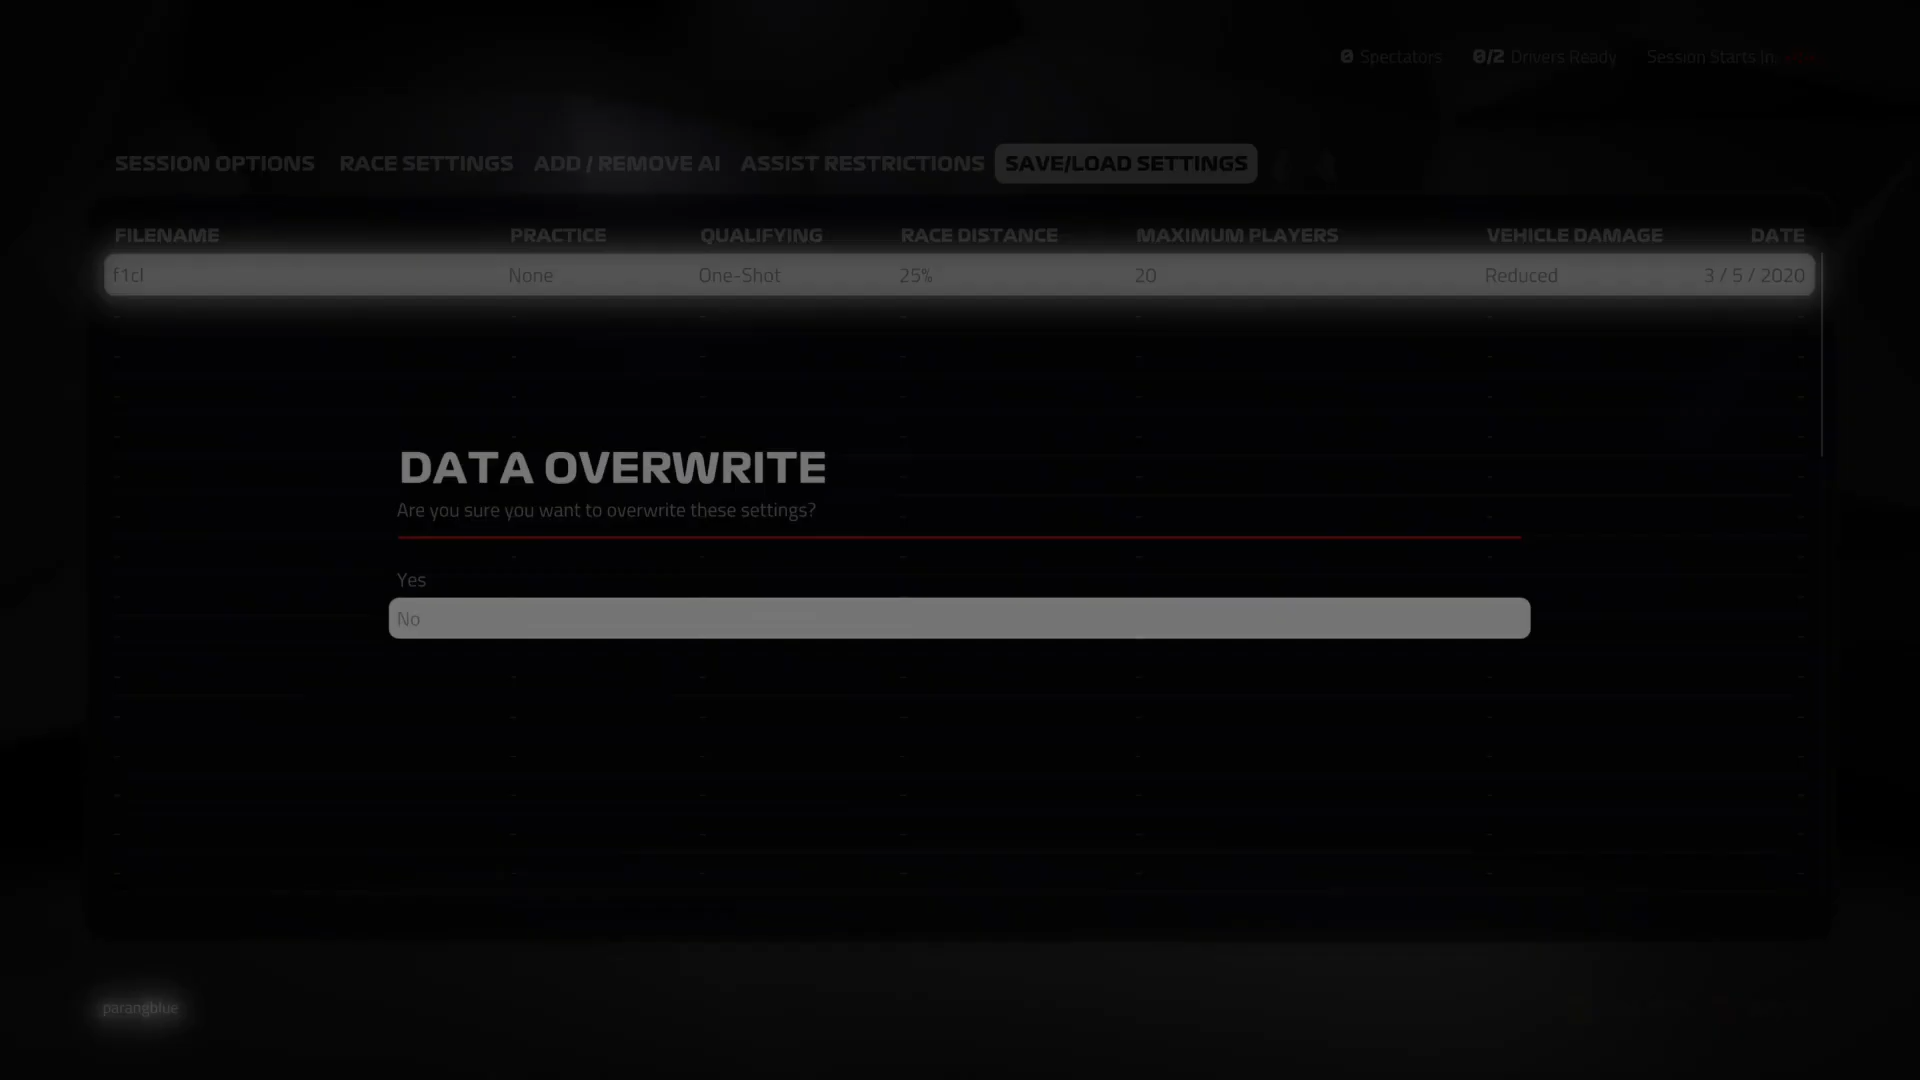 0 Spectators 0/2 Drivers Ready Session Starts In:
SESSION OPTIONS RACE SETTINGS ADD / REMOVE AI ASSIST RESTRICTIONS SAVE/LOAD SETTINGS
FILENAME PRACTICE QUALIFYING RACE DISTANCE MAXIMUM PLAYERS VEHICLE DAMAGE DATE
f1cl None One-Shot 25% 20 Reduced 3 / 5 / 2020
DATA OVERWRITE
Are you sure you want to overwrite these settings?
Yes
No
parangblue